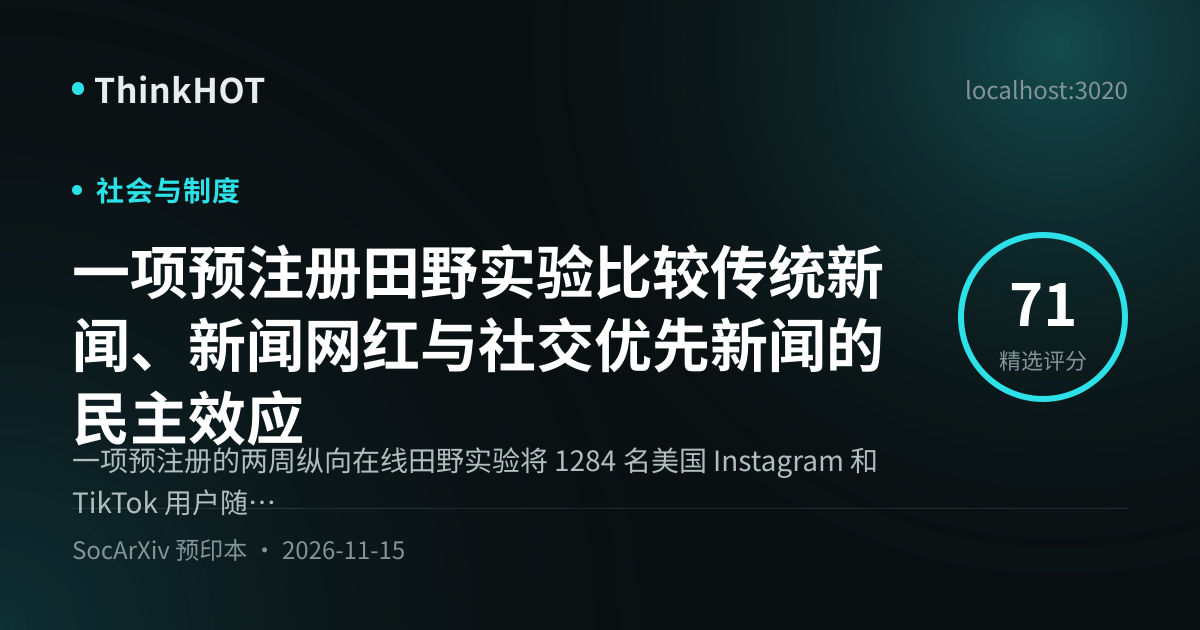 ThinkHOT
localhost:3020
社会与制度
一项预注册田野实验比较传统新
闻、新闻网红与社交优先新闻的
民主效应
71
精选评分
一项预注册的两周纵向在线田野实验将 1284 名美国 Instagram 和
TikTok 用户随…
SocArXiv 预印本 · 2026-11-15